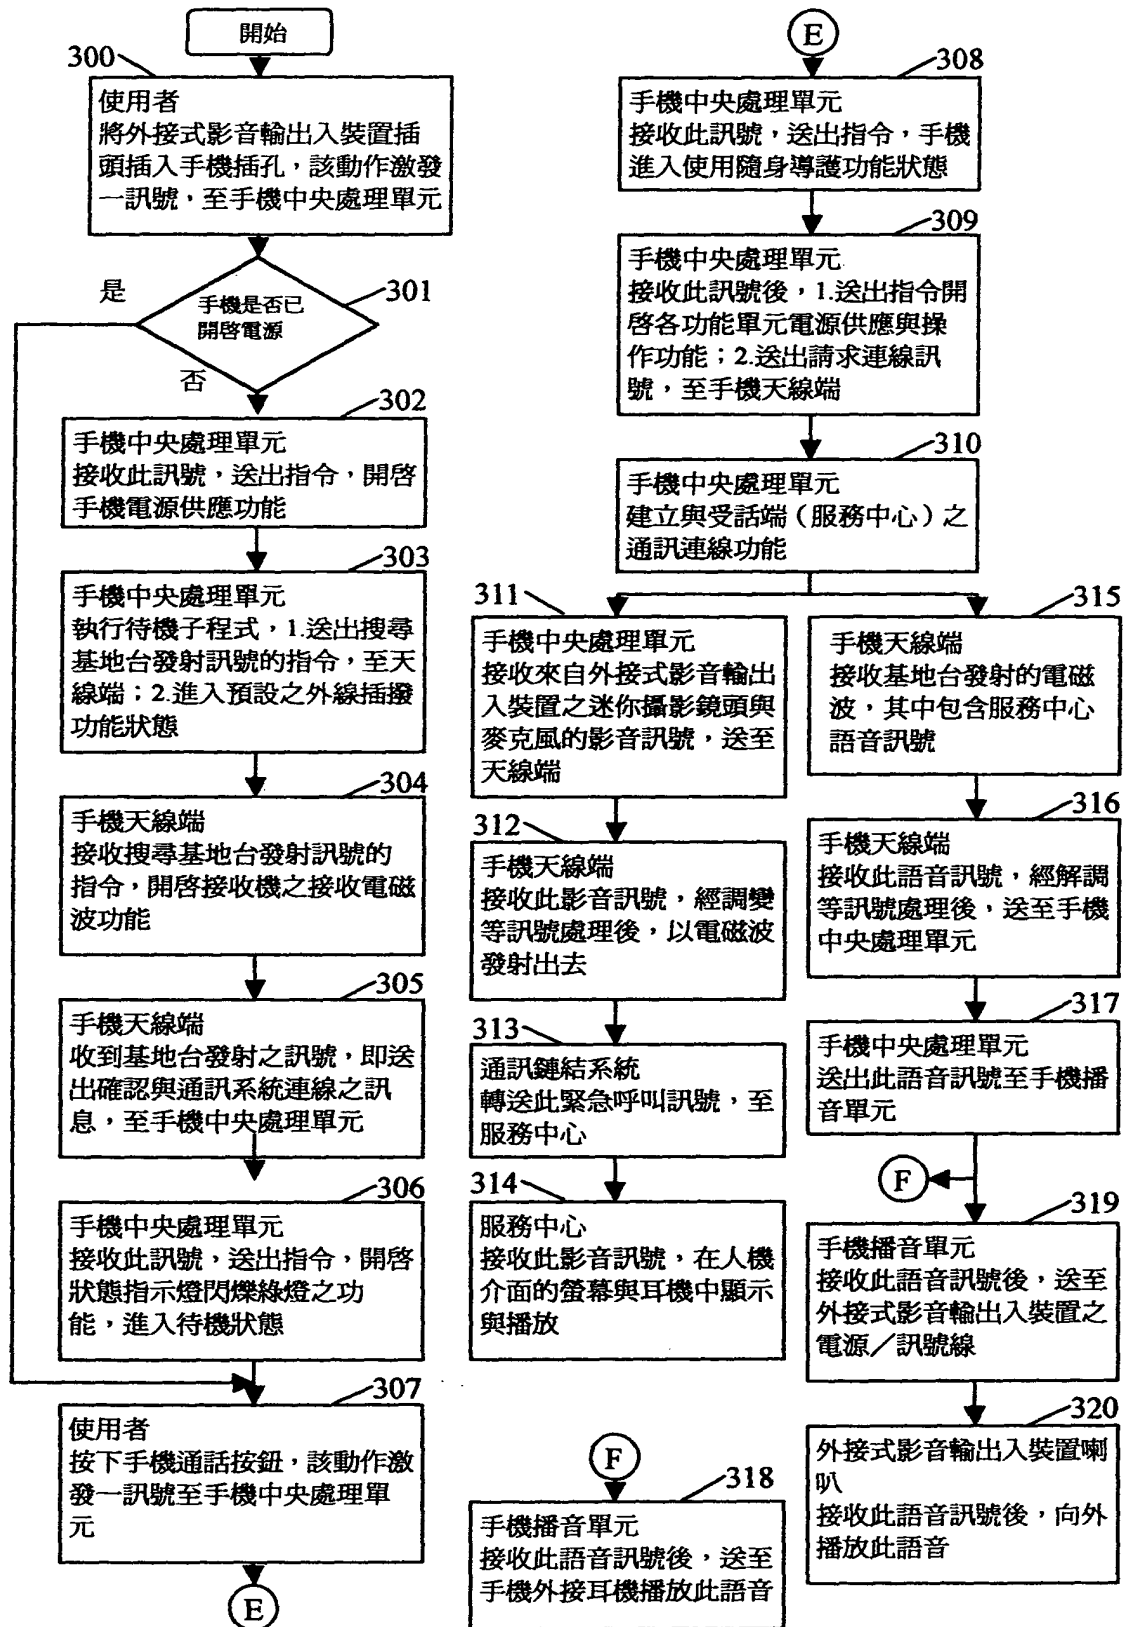 開始
300
使用者
將外接式影音輸出入裝置插
頭插入手機插孔，該動作激發
一訊號，至手機中央處理單元
是
手機是否已
開啓電源
301
否
302
手機中央處理單元
接收此訊號，送出指令，開啓
手機電源供應功能
303
手機中央處理單元
執行待機子程式，1.送出搜尋
基地台發射訊號的指令，至天
線端；2.進入預設之外線插撥
功能狀態
304
手機天線端
接收搜尋基地台發射訊號的
指令，開啓接收機之接收電磁
波功能
305
手機天線端
收到基地台發射之訊號，即送
出確認與通訊系統連線之訊
息，至手機中央處理單元
306
手機中央處理單元
接收此訊號，送出指令，開啓
狀態指示燈閃爍綠燈之功
能，進入待機狀態
307
使用者
按下手機通話按鈕，該動作激
發一訊號至手機中央處理單
元
E
E
308
手機中央處理單元
接收此訊號，送出指令，手機
進入使用隨身導護功能狀態
309
手機中央處理單元
接收此訊號後，1.送出指令開
啓各功能單元電源供應與操
作功能；2.送出請求連線訊
號，至手機天線端
310
手機中央處理單元
建立與受話端（服務中心）之
通訊連線功能
311
手機中央處理單元
接收來自外接式影音輸出
入裝置之迷你攝影鏡頭與
麥克風的影音訊號，送至
天線端
312
手機天線端
接收此影音訊號，經調變
等訊號處理後，以電磁波
發射出去
313
通訊鏈結系統
轉送此緊急呼叫訊號，至
服務中心
314
服務中心
接收此影音訊號，在人機
介面的螢幕與耳機中顯示
與播放
F
318
手機播音單元
接收此語音訊號後，送至
手機外接耳機播放此語音
315
手機天線端
接收基地台發射的電磁
波，其中包含服務中心
語音訊號
316
手機天線端
接收此語音訊號，經解調
等訊號處理後，送至手機
中央處理單元
317
手機中央處理單元
送出此語音訊號至手機播
音單元
F
319
手機播音單元
接收此語音訊號後，送至
外接式影音輸出入裝置之
電源／訊號線
320
外接式影音輸出入裝置喇
叭
接收此語音訊號後，向外
播放此語音